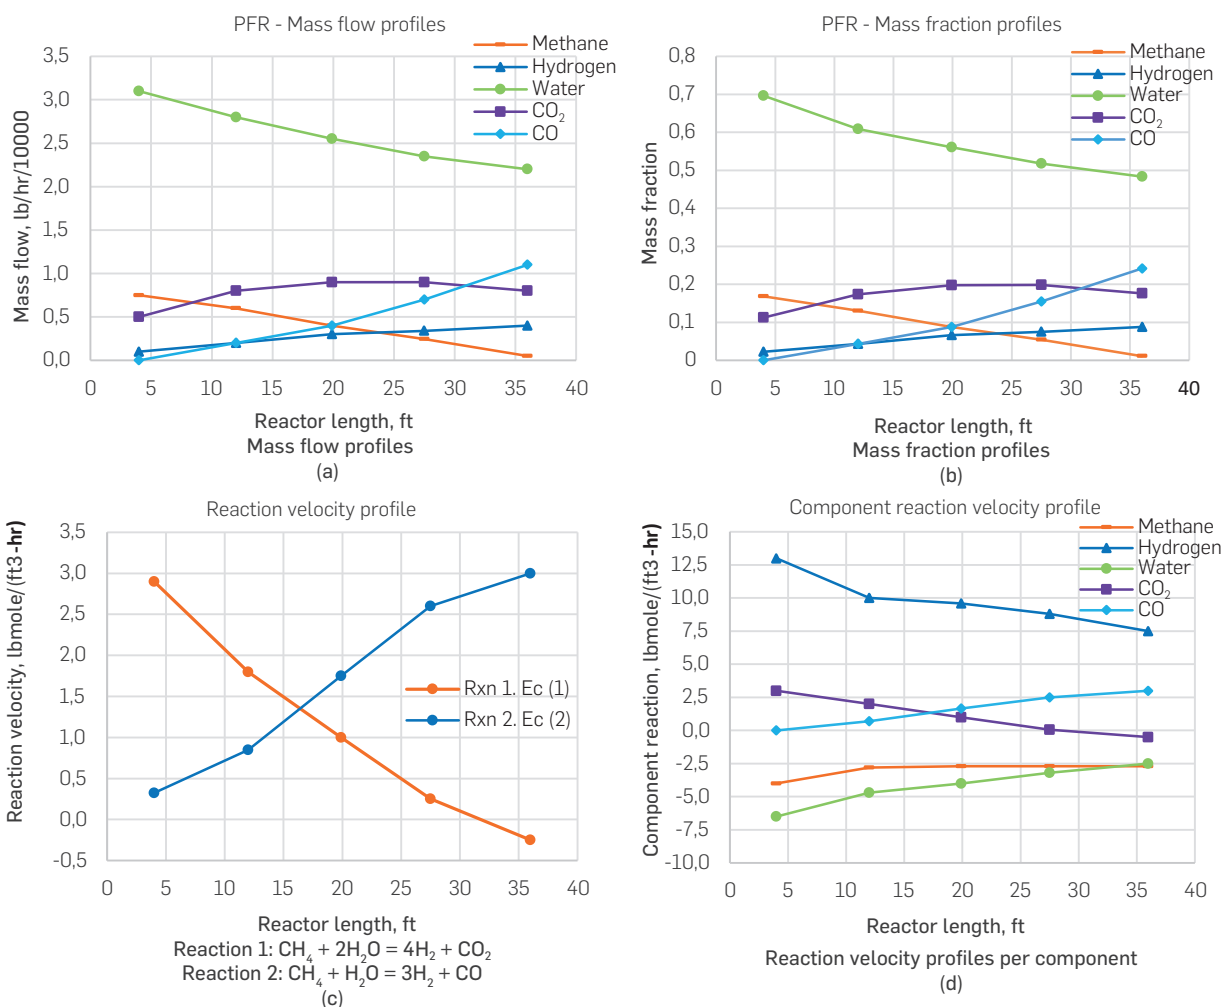 PFR - Mass flow profiles
Methane
Hydrogen
Water
CO₂
CO
3,5
3,0
2,5
2,0
1,5
1,0
0,5
0,0
Mass flow, lb/hr/10000
0 5 10 15 20 25 30 35 40
Reactor length, ft
Mass flow profiles
(a)
PFR - Mass fraction profiles
Methane
Hydrogen
Water
CO₂
CO
0,8
0,7
0,6
0,5
0,4
0,3
0,2
0,1
0
Mass fraction
0 5 10 15 20 25 30 35 40
Reactor length, ft
Mass fraction profiles
(b)
Reaction velocity profile
3,5
3,0
2,5
2,0
1,5
1,0
0,5
0,0
-0,5
Reaction velocity, lbmole/(ft3-hr)
Rxn 1. Ec (1)
Rxn 2. Ec (2)
0 5 10 15 20 25 30 35 40
Reactor length, ft
Reaction 1: CH₄ + 2H₂O = 4H₂ + CO₂
Reaction 2: CH₄ + H₂O = 3H₂ + CO
(c)
Component reaction velocity profile
Methane
Hydrogen
Water
CO₂
CO
15,0
12,5
10,0
7,5
5,0
2,5
0,0
-2,5
-5,0
-7,5
-10,0
Component reaction, lbmole/(ft3-hr)
0 5 10 15 20 25 30 35 40
Reactor length, ft
Reaction velocity profiles per component
(d)